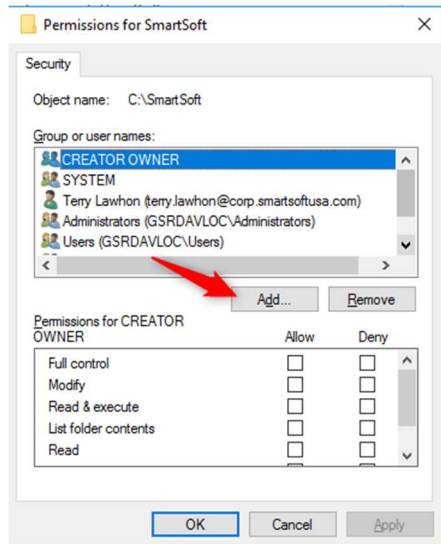 Permissions for SmartSoft
Security
Object name: C:\SmartSoft
Group or user names:
CREATOR OWNER
SYSTEM
Terry Lawhon (terry.lawhon@corp.smartsoftusa.com)
Administrators (GSRDAVLOC\Administrators)
Users (GSRDAVLOC\Users)
Add...
Remove
Permissions for CREATOR
OWNER
Allow
Deny
Full control
Modify
Read & execute
List folder contents
Read
OK
Cancel
Apply